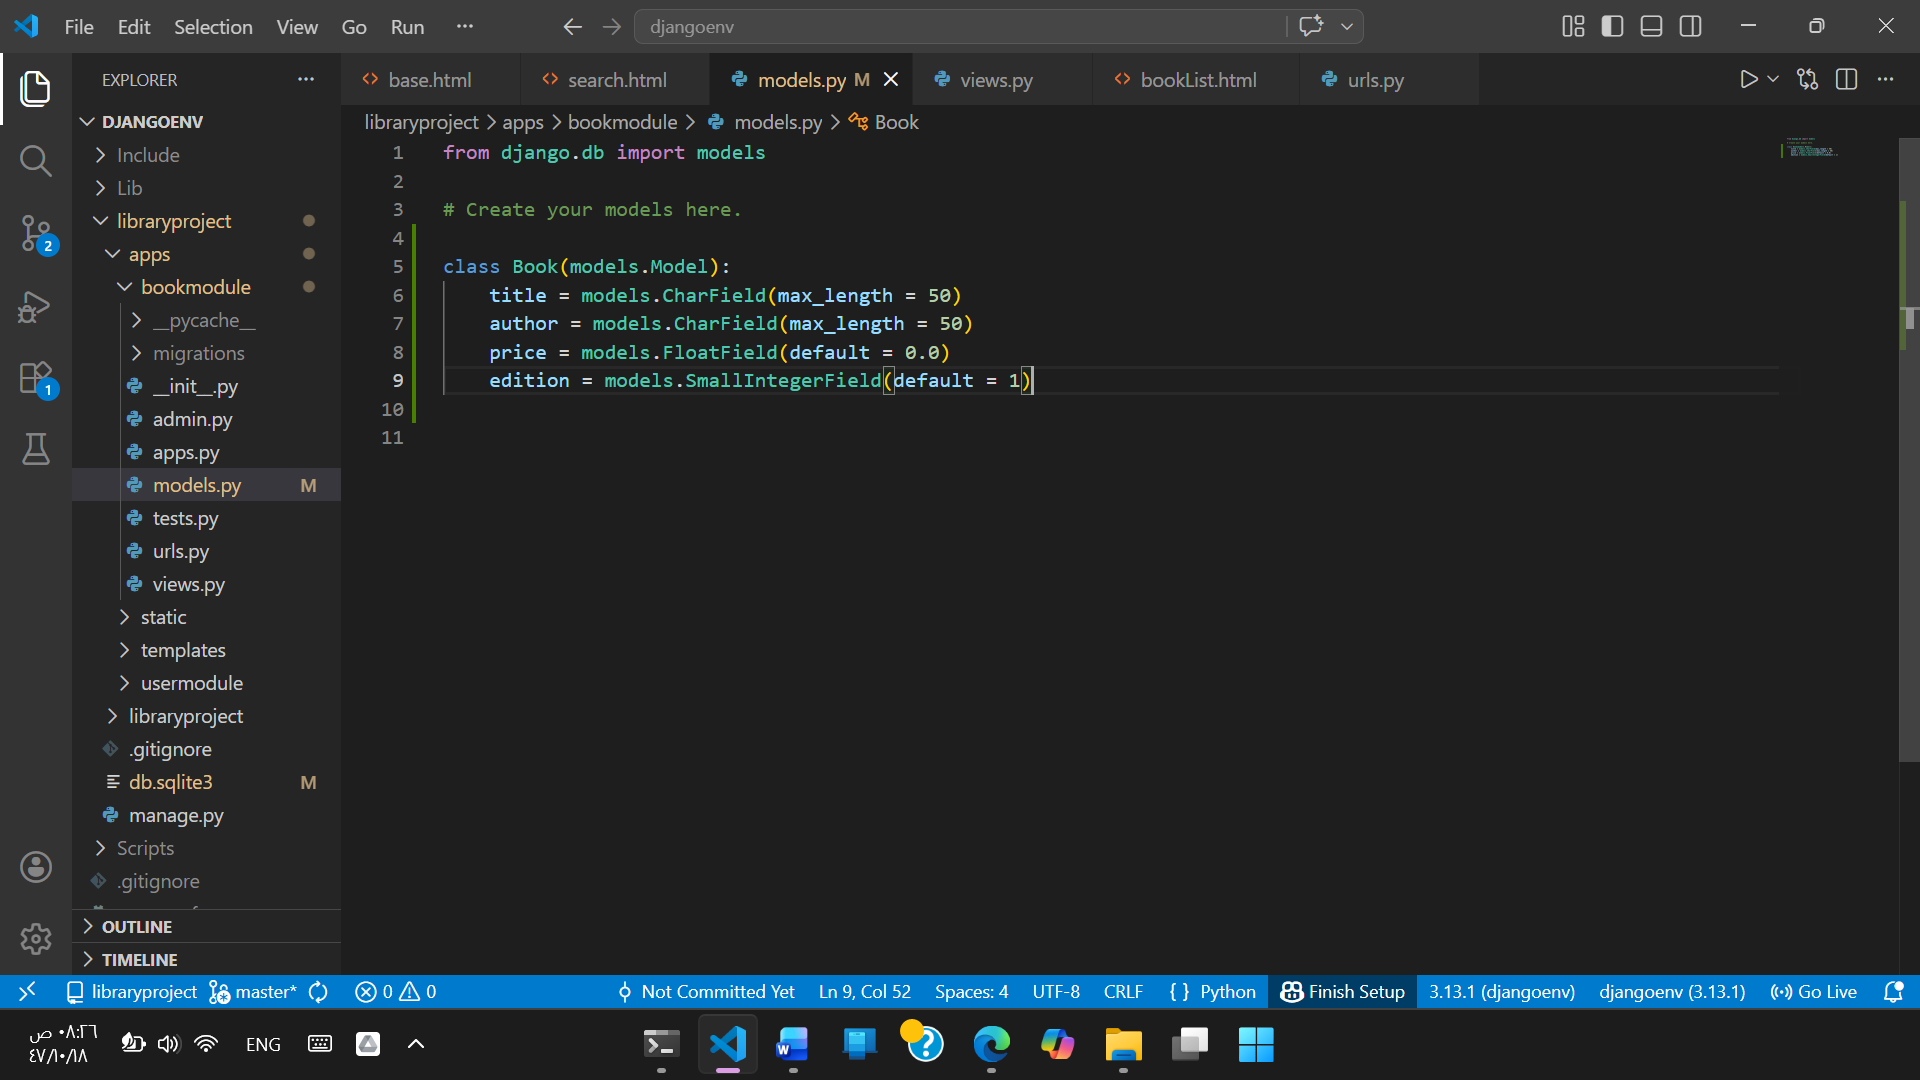 File Edit Selection View Go Run ···
djangoenv
EXPLORER ···
DJANGOENV
Include
Lib
libraryproject
apps
bookmodule
__pycache__
migrations
__init__.py
admin.py
apps.py
models.py M
tests.py
urls.py
views.py
static
templates
usermodule
libraryproject
.gitignore
db.sqlite3 M
manage.py
Scripts
.gitignore
OUTLINE
TIMELINE
2
1
base.html search.html models.py M views.py bookList.html urls.py
libraryproject > apps > bookmodule > models.py > Book
1 from django.db import models
2
3 # Create your models here.
4
5 class Book(models.Model):
6 title = models.CharField(max_length = 50)
7 author = models.CharField(max_length = 50)
8 price = models.FloatField(default = 0.0)
9 edition = models.SmallIntegerField(default = 1)
10
11
libraryproject master* 0 0 Not Committed Yet Ln 9, Col 52 Spaces: 4 UTF-8 CRLF { } Python Finish Setup 3.13.1 (djangoenv) djangoenv (3.13.1) Go Live
٠٨:٢٦ ص
٤٧/١٠/١٨
ENG